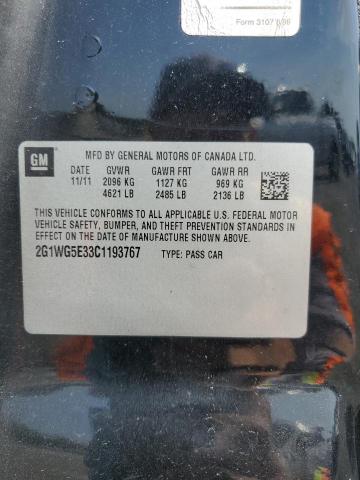 Form 3107
GM
MFD BY GENERAL MOTORS OF CANADA LTD.
DATE GVWR GAWR FRT GAWR RR
11/11 2096 KG 1127 KG 969 KG
4621 LB 2485 LB 2136 LB
THIS VEHICLE CONFORMS TO ALL APPLICABLE U.S. FEDERAL MOTOR
VEHICLE SAFETY, BUMPER, AND THEFT PREVENTION STANDARDS IN
EFFECT ON THE DATE OF MANUFACTURE SHOWN ABOVE.
2G1WG5E33C1193767 TYPE: PASS CAR